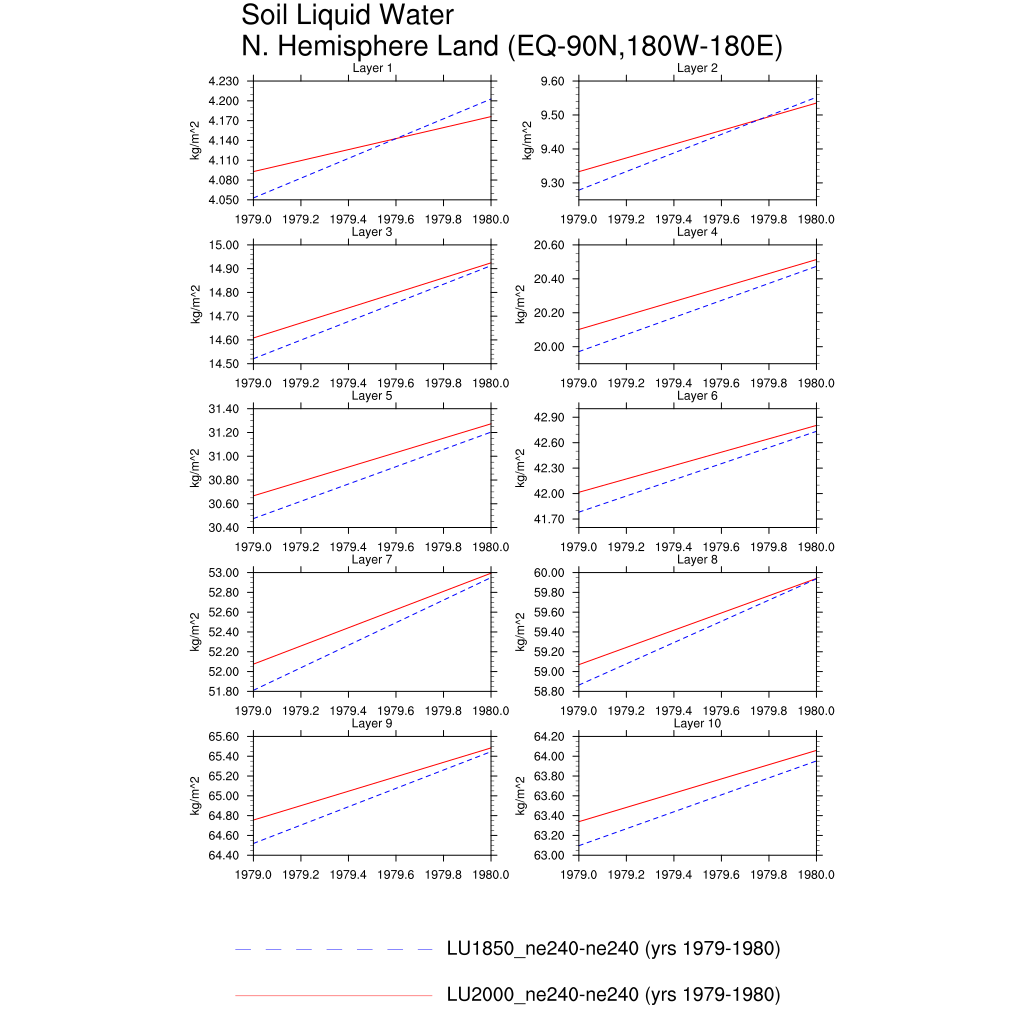 Soil Liquid Water
N. Hemisphere Land (EQ-90N,180W-180E)
Layer 1
4.230
4.200
4.170
4.140
4.110
4.080
4.050
kg/m^2
1979.0 1979.2 1979.4 1979.6 1979.8 1980.0
Layer 2
9.60
9.50
9.40
9.30
kg/m^2
1979.0 1979.2 1979.4 1979.6 1979.8 1980.0
Layer 3
15.00
14.90
14.80
14.70
14.60
14.50
kg/m^2
1979.0 1979.2 1979.4 1979.6 1979.8 1980.0
Layer 4
20.60
20.40
20.20
20.00
kg/m^2
1979.0 1979.2 1979.4 1979.6 1979.8 1980.0
Layer 5
31.40
31.20
31.00
30.80
30.60
30.40
kg/m^2
1979.0 1979.2 1979.4 1979.6 1979.8 1980.0
Layer 6
42.90
42.60
42.30
42.00
41.70
kg/m^2
1979.0 1979.2 1979.4 1979.6 1979.8 1980.0
Layer 7
53.00
52.80
52.60
52.40
52.20
52.00
51.80
kg/m^2
1979.0 1979.2 1979.4 1979.6 1979.8 1980.0
Layer 8
60.00
59.80
59.60
59.40
59.20
59.00
58.80
kg/m^2
1979.0 1979.2 1979.4 1979.6 1979.8 1980.0
Layer 9
65.60
65.40
65.20
65.00
64.80
64.60
64.40
kg/m^2
1979.0 1979.2 1979.4 1979.6 1979.8 1980.0
Layer 10
64.20
64.00
63.80
63.60
63.40
63.20
63.00
kg/m^2
1979.0 1979.2 1979.4 1979.6 1979.8 1980.0
LU1850_ne240-ne240 (yrs 1979-1980)
LU2000_ne240-ne240 (yrs 1979-1980)